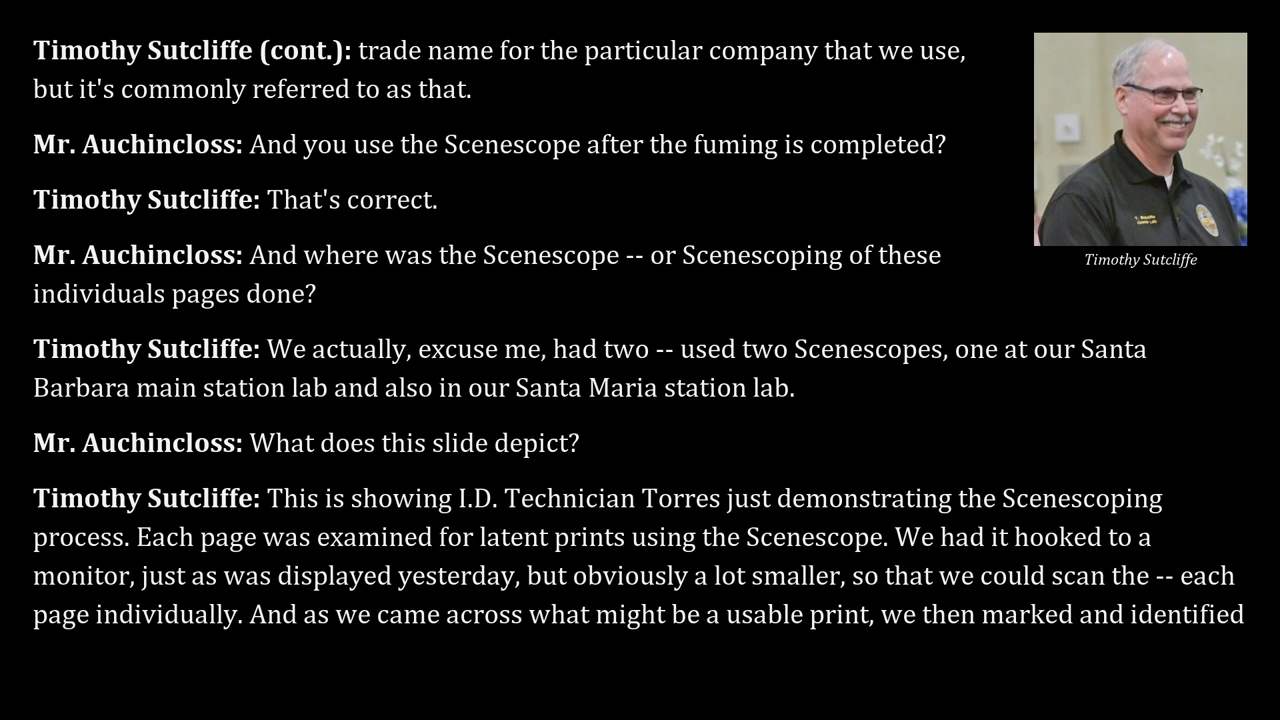 Timothy Sutcliffe (cont.): trade name for the particular company that we use,
but it's commonly referred to as that.
Mr. Auchincloss: And you use the Scenescope after the fuming is completed?
Timothy Sutcliffe: That's correct.
Mr. Auchincloss: And where was the Scenescope -- or Scenescoping of these
individuals pages done?
Timothy Sutcliffe
Timothy Sutcliffe: We actually, excuse me, had two -- used two Scenescopes, one at our Santa
Barbara main station lab and also in our Santa Maria station lab.
Mr. Auchincloss: What does this slide depict?
Timothy Sutcliffe: This is showing I.D. Technician Torres just demonstrating the Scenescoping
process. Each page was examined for latent prints using the Scenescope. We had it hooked to a
monitor, just as was displayed yesterday, but obviously a lot smaller, so that we could scan the -- each
page individually. And as we came across what might be a usable print, we then marked and identified